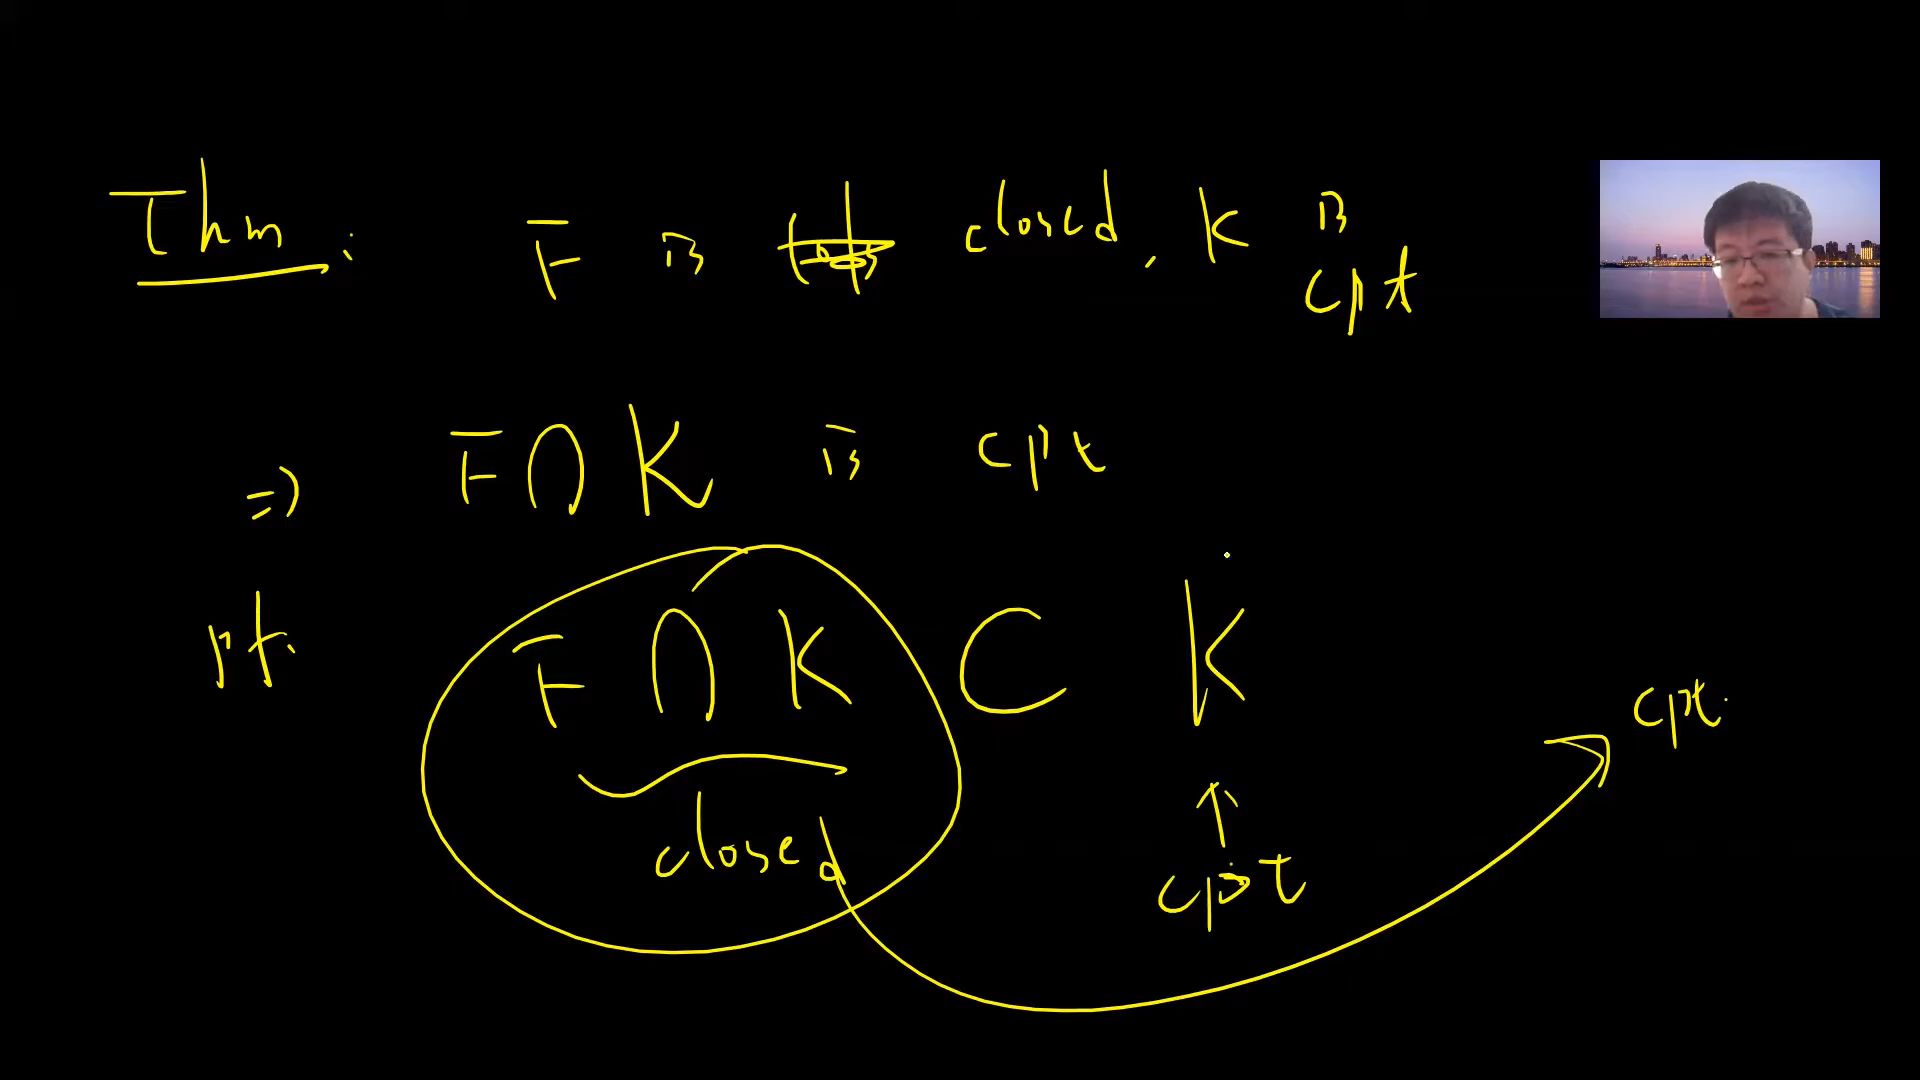 Thm: F is closed, K is
cpt
=> F∩K is cpt
pf. F ∩ K ⊂ K
cpt.
closed
cpt